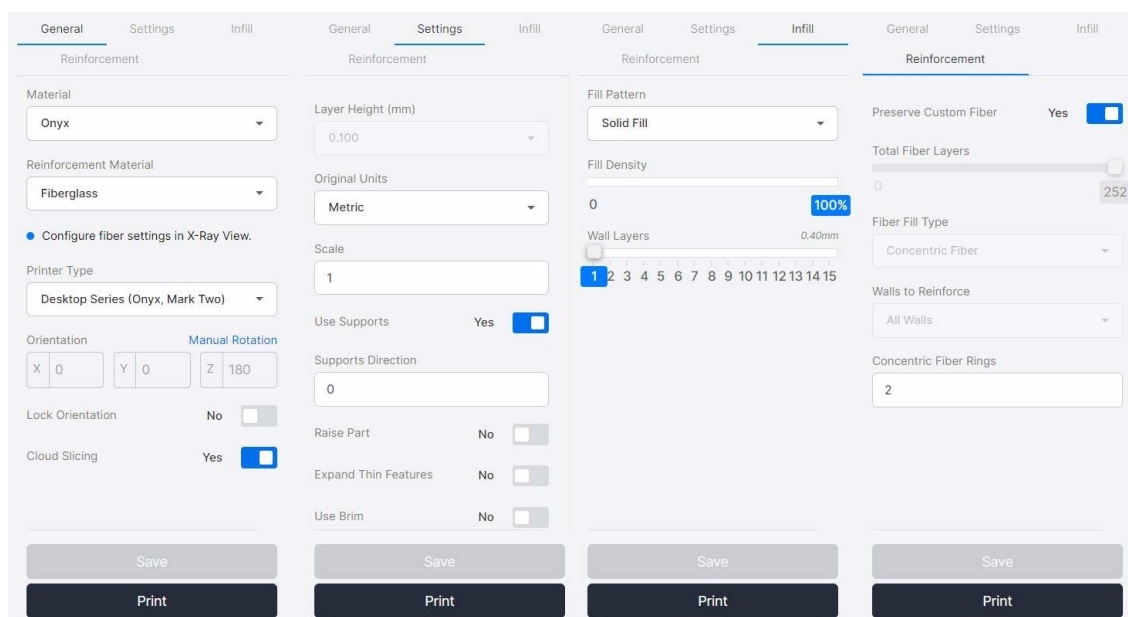 General Settings Infill
Reinforcement
Material
Onyx
Reinforcement Material
Fiberglass
Configure fiber settings in X-Ray View.
Printer Type
Desktop Series (Onyx, Mark Two)
Orientation Manual Rotation
X 0 Y 0 Z 180
Lock Orientation No
Cloud Slicing Yes
Save
Print
General Settings Infill
Reinforcement
Layer Height (mm)
0.100
Original Units
Metric
Scale
1
Use Supports Yes
Supports Direction
0
Raise Part No
Expand Thin Features No
Use Brim No
Save
Print
General Settings Infill
Reinforcement
Fill Pattern
Solid Fill
Fill Density
0 100%
Wall Layers 0.40mm
1 2 3 4 5 6 7 8 9 10 11 12 13 14 15
Save
Print
General Settings Infill
Reinforcement
Preserve Custom Fiber Yes
Total Fiber Layers
0 252
Fiber Fill Type
Concentric Fiber
Walls to Reinforce
All Walls
Concentric Fiber Rings
2
Save
Print